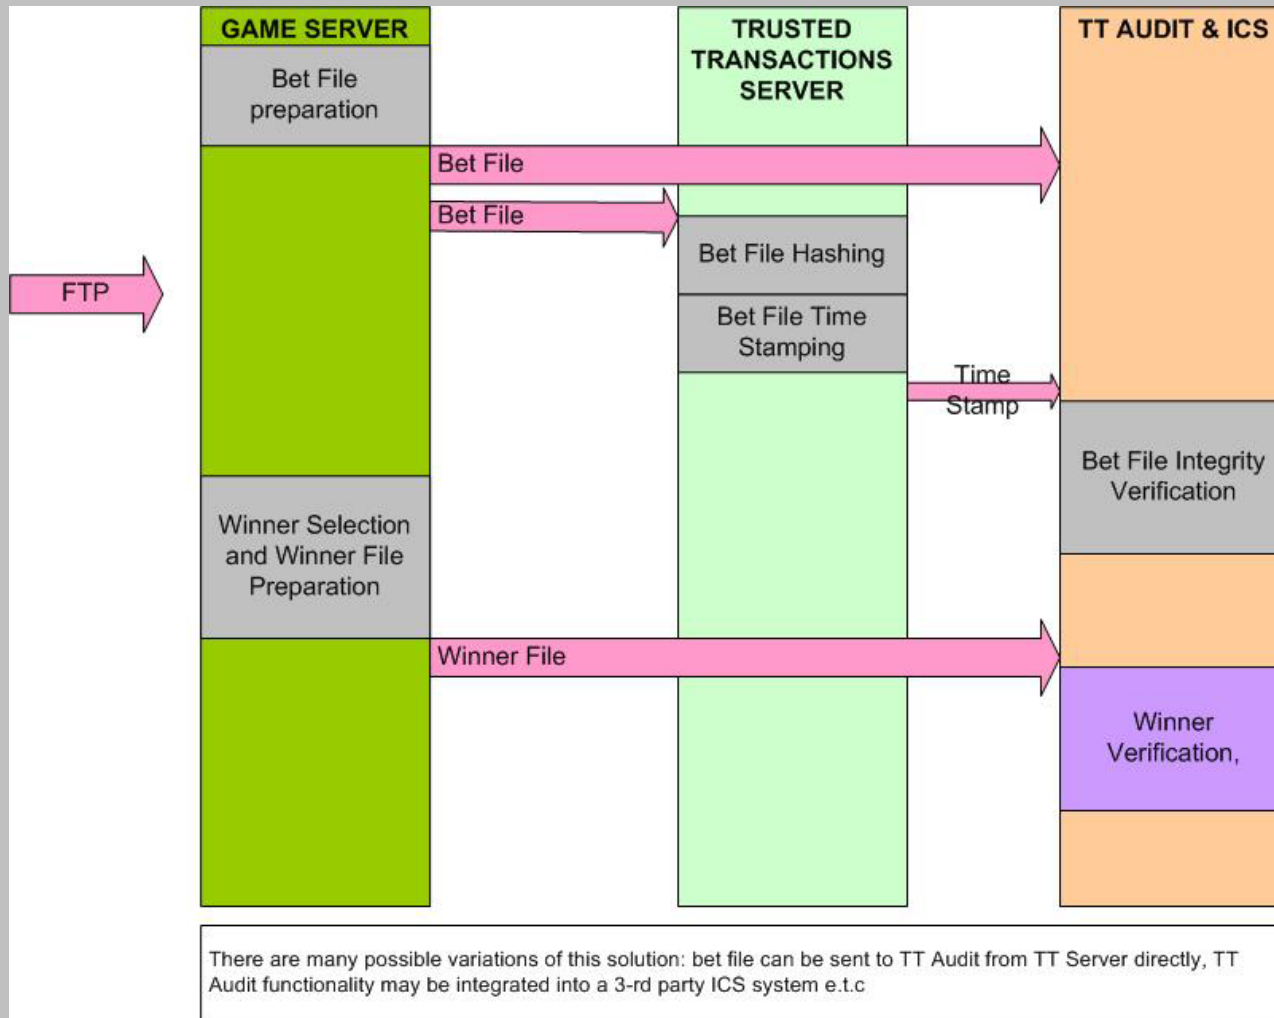 GAME SERVER
TRUSTED
TRANSACTIONS
SERVER
TT AUDIT & ICS
Bet File
preparation
Bet File
Bet File
Bet File Hashing
FTP
Bet File Time
Stamping
Time
Stamp
Bet File Integrity
Verification
Winner Selection
and Winner File
Preparation
Winner File
Winner
Verification,
There are many possible variations of this solution: bet file can be sent to TT Audit from TT Server directly, TT
Audit functionality may be integrated into a 3-rd party ICS system e.t.c